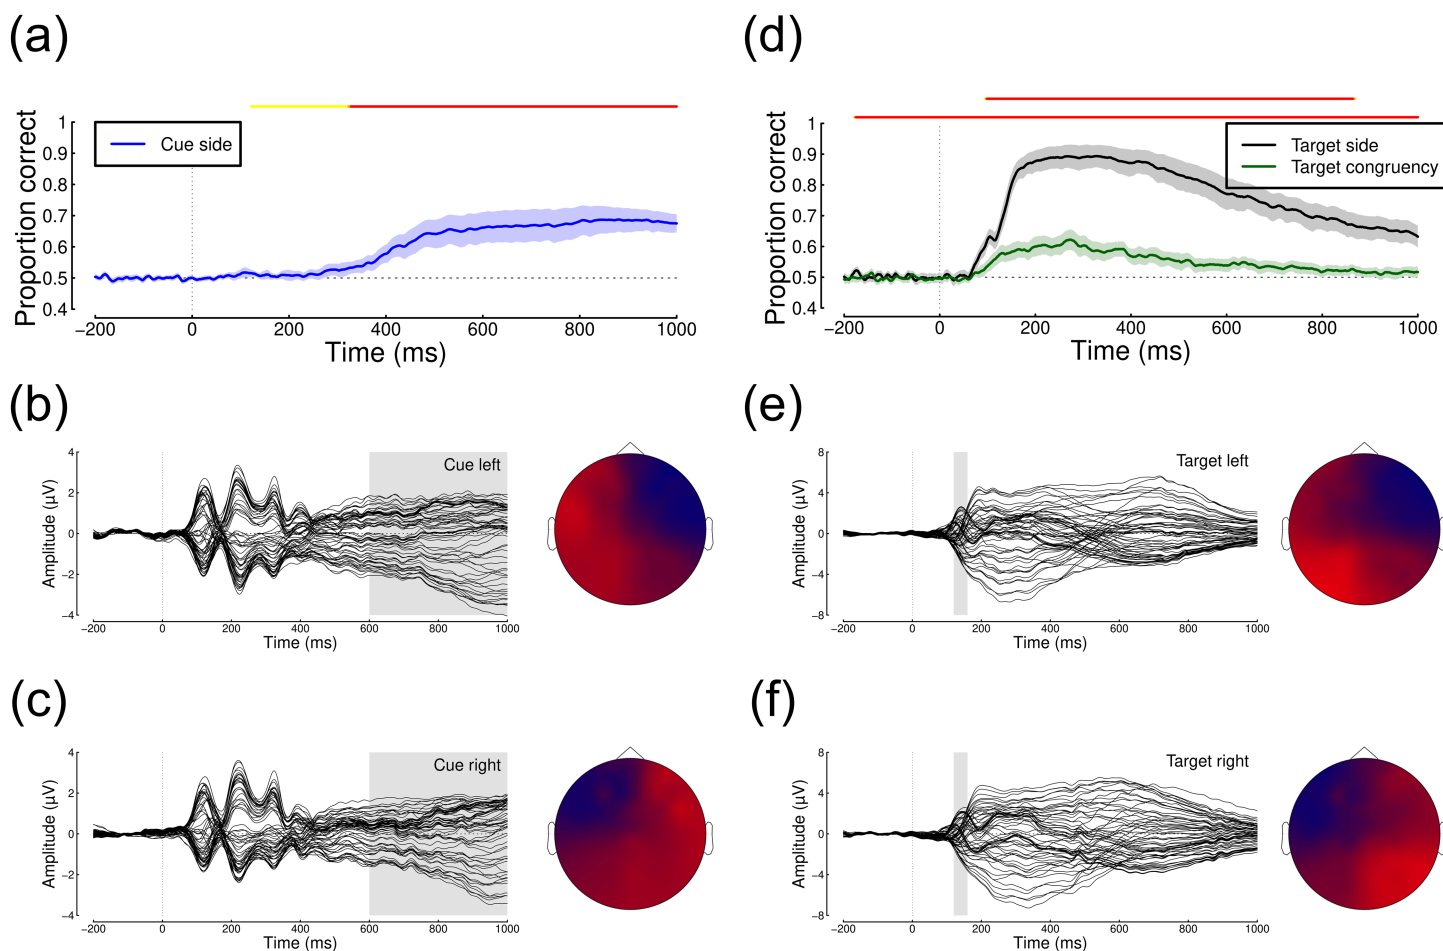 (a)
Proportion correct
1
0.9
0.8
0.7
0.6
0.5
0.4
Cue side
−200 0 200 400 600 800 1000
Time (ms)
(d)
Proportion correct
1
0.9
0.8
0.7
0.6
0.5
0.4
Target side
Target congruency
−200 0 200 400 600 800 1000
Time (ms)
(b)
Amplitude (µV)
4
2
0
−2
−4
Cue left
−200 0 200 400 600 800 1000
Time (ms)
(e)
Amplitude (µV)
8
4
0
−4
−8
Target left
−200 0 200 400 600 800 1000
Time (ms)
(c)
Amplitude (µV)
4
2
0
−2
−4
Cue right
−200 0 200 400 600 800 1000
Time (ms)
(f)
Amplitude (µV)
8
4
0
−4
−8
Target right
−200 0 200 400 600 800 1000
Time (ms)